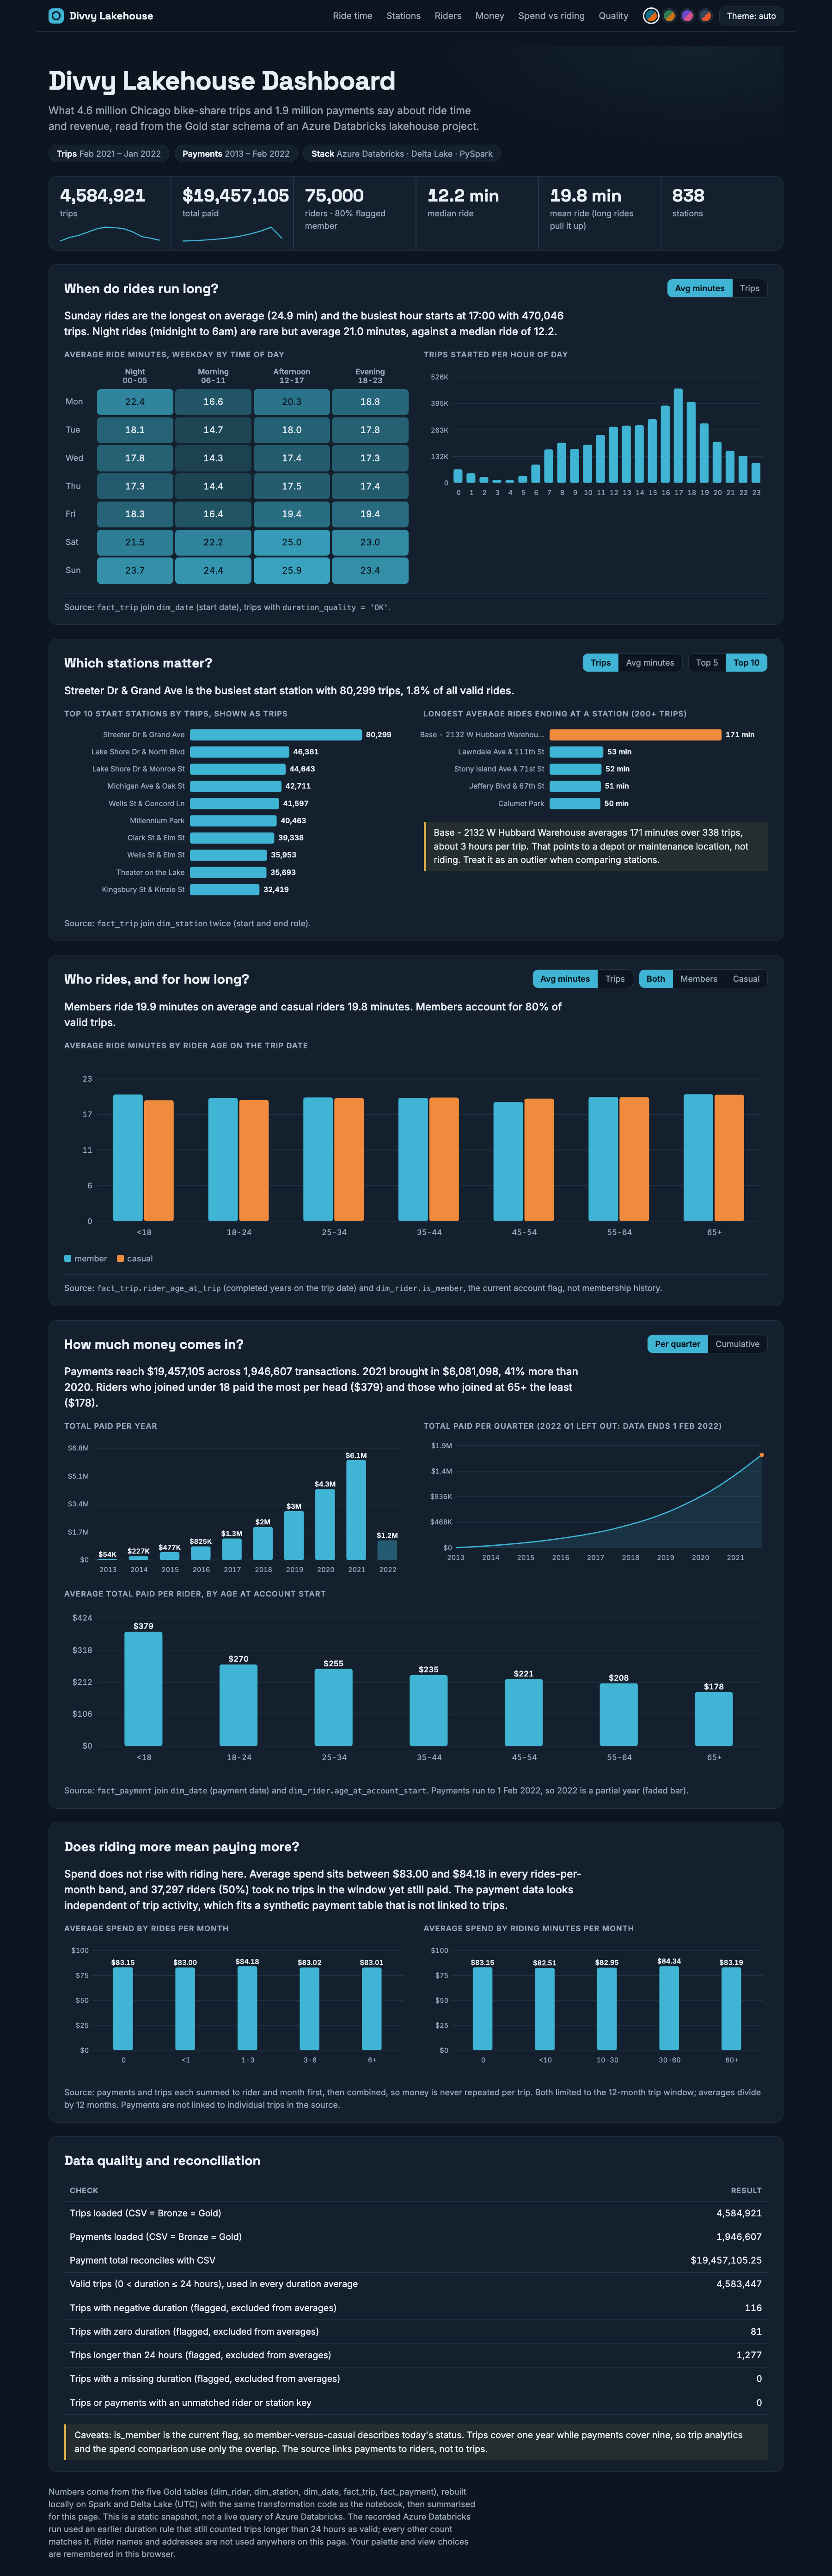 Divvy Lakehouse
Ride time Stations Riders Money Spend vs riding Quality Theme: auto
Divvy Lakehouse Dashboard
What 4.6 million Chicago bike-share trips and 1.9 million payments say about ride time
and revenue, read from the Gold star schema of an Azure Databricks lakehouse project.
Trips Feb 2021 – Jan 2022 Payments 2013 – Feb 2022 Stack Azure Databricks · Delta Lake · PySpark
4,584,921
trips
$19,457,105
total paid
75,000
riders · 80% flagged
member
12.2 min
median ride
19.8 min
mean ride (long rides
pull it up)
838
stations
When do rides run long?
Avg minutes Trips
Sunday rides are the longest on average (24.9 min) and the busiest hour starts at 17:00 with 470,046
trips. Night rides (midnight to 6am) are rare but average 21.0 minutes, against a median ride of 12.2.
AVERAGE RIDE MINUTES, WEEKDAY BY TIME OF DAY
Night Morning Afternoon Evening
00-05 06-11 12-17 18-23
Mon 22.4 16.6 20.3 18.8
Tue 18.1 14.7 18.0 17.8
Wed 17.8 14.3 17.4 17.3
Thu 17.3 14.4 17.5 17.4
Fri 18.3 16.4 19.4 19.4
Sat 21.5 22.2 25.0 23.0
Sun 23.7 24.4 25.9 23.4
TRIPS STARTED PER HOUR OF DAY
526K
395K
263K
132K
0
0 1 2 3 4 5 6 7 8 9 10 11 12 13 14 15 16 17 18 19 20 21 22 23
Source: fact_trip join dim_date (start date), trips with duration_quality = 'OK'.
Which stations matter?
Trips Avg minutes Top 5 Top 10
Streeter Dr & Grand Ave is the busiest start station with 80,299 trips, 1.8% of all valid rides.
TOP 10 START STATIONS BY TRIPS, SHOWN AS TRIPS
Streeter Dr & Grand Ave 80,299
Lake Shore Dr & North Blvd 46,361
Lake Shore Dr & Monroe St 44,643
Michigan Ave & Oak St 42,711
Wells St & Concord Ln 41,597
Millennium Park 40,463
Clark St & Elm St 39,338
Wells St & Elm St 35,953
Theater on the Lake 35,693
Kingsbury St & Kinzie St 32,419
LONGEST AVERAGE RIDES ENDING AT A STATION (200+ TRIPS)
Base - 2132 W Hubbard Warehou… 171 min
Lawndale Ave & 111th St 53 min
Stony Island Ave & 71st St 52 min
Jeffery Blvd & 67th St 51 min
Calumet Park 50 min
Base - 2132 W Hubbard Warehouse averages 171 minutes over 338 trips,
about 3 hours per trip. That points to a depot or maintenance location, not
riding. Treat it as an outlier when comparing stations.
Source: fact_trip join dim_station twice (start and end role).
Who rides, and for how long?
Avg minutes Trips Both Members Casual
Members ride 19.9 minutes on average and casual riders 19.8 minutes. Members account for 80% of
valid trips.
AVERAGE RIDE MINUTES BY RIDER AGE ON THE TRIP DATE
23
17
11
6
0
<18 18-24 25-34 35-44 45-54 55-64 65+
member casual
Source: fact_trip.rider_age_at_trip (completed years on the trip date) and dim_rider.is_member, the current account flag, not membership history.
How much money comes in?
Per quarter Cumulative
Payments reach $19,457,105 across 1,946,607 transactions. 2021 brought in $6,081,098, 41% more than
2020. Riders who joined under 18 paid the most per head ($379) and those who joined at 65+ the least
($178).
TOTAL PAID PER YEAR
$6.8M
$5.1M
$3.4M
$1.7M
$0
$54K $227K $477K $825K $1.3M $2M $3M $4.3M $6.1M $1.2M
2013 2014 2015 2016 2017 2018 2019 2020 2021 2022
TOTAL PAID PER QUARTER (2022 Q1 LEFT OUT: DATA ENDS 1 FEB 2022)
$1.9M
$1.4M
$936K
$468K
$0
2013 2014 2015 2016 2017 2018 2019 2020 2021
AVERAGE TOTAL PAID PER RIDER, BY AGE AT ACCOUNT START
$424
$318
$212
$106
$0
$379 $270 $255 $235 $221 $208 $178
<18 18-24 25-34 35-44 45-54 55-64 65+
Source: fact_payment join dim_date (payment date) and dim_rider.age_at_account_start. Payments run to 1 Feb 2022, so 2022 is a partial year (faded bar).
Does riding more mean paying more?
Spend does not rise with riding here. Average spend sits between $83.00 and $84.18 in every rides-per-
month band, and 37,297 riders (50%) took no trips in the window yet still paid. The payment data looks
independent of trip activity, which fits a synthetic payment table that is not linked to trips.
AVERAGE SPEND BY RIDES PER MONTH
$100
$75
$50
$25
$0
$83.15 $83.00 $84.18 $83.02 $83.01
0 <1 1-3 3-6 6+
AVERAGE SPEND BY RIDING MINUTES PER MONTH
$100
$75
$50
$25
$0
$83.15 $82.51 $82.95 $84.34 $83.19
0 <10 10-30 30-60 60+
Source: payments and trips each summed to rider and month first, then combined, so money is never repeated per trip. Both limited to the 12-month trip window; averages divide
by 12 months. Payments are not linked to individual trips in the source.
Data quality and reconciliation
CHECK RESULT
Trips loaded (CSV = Bronze = Gold) 4,584,921
Payments loaded (CSV = Bronze = Gold) 1,946,607
Payment total reconciles with CSV $19,457,105.25
Valid trips (0 < duration ≤ 24 hours), used in every duration average 4,583,447
Trips with negative duration (flagged, excluded from averages) 116
Trips with zero duration (flagged, excluded from averages) 81
Trips longer than 24 hours (flagged, excluded from averages) 1,277
Trips with a missing duration (flagged, excluded from averages) 0
Trips or payments with an unmatched rider or station key 0
Caveats: is_member is the current flag, so member-versus-casual describes today's status. Trips cover one year while payments cover nine, so trip analytics
and the spend comparison use only the overlap. The source links payments to riders, not to trips.
Numbers come from the five Gold tables (dim_rider, dim_station, dim_date, fact_trip, fact_payment), rebuilt
locally on Spark and Delta Lake (UTC) with the same transformation code as the notebook, then summarised
for this page. This is a static snapshot, not a live query of Azure Databricks. The recorded Azure Databricks
run used an earlier duration rule that still counted trips longer than 24 hours as valid; every other count
matches it. Rider names and addresses are not used anywhere on this page. Your palette and view choices
are remembered in this browser.